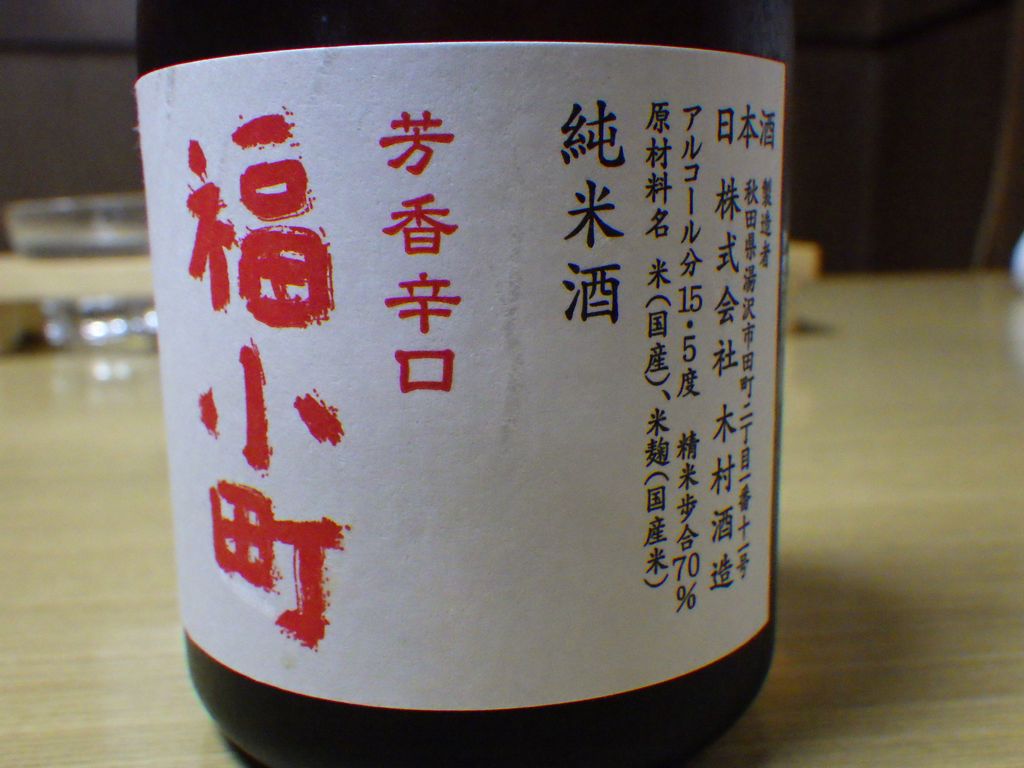 日本酒
製造者
秋田県湯沢市田町二丁目一番十一号
株式会社 木村酒造
アルコール分15・5度 精米歩合70%
原材料名 米(国産)、米麹(国産米)
純米酒
芳香辛口
福小町